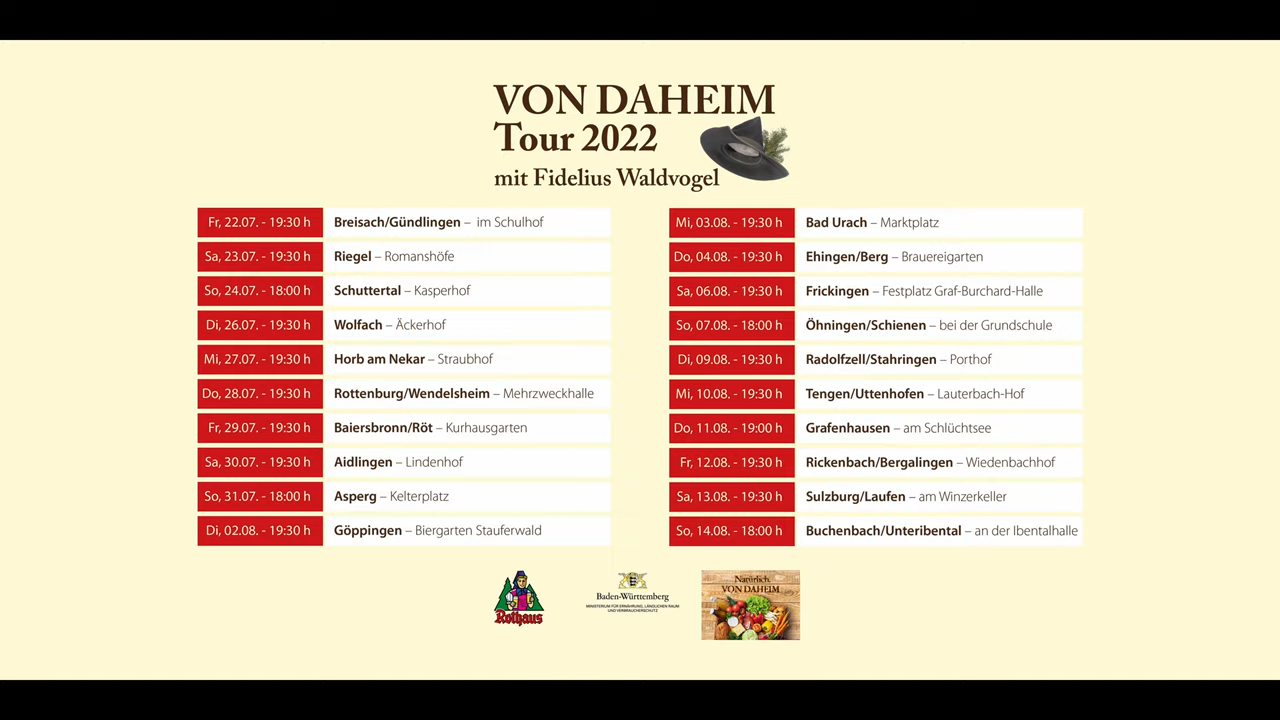 VON DAHEIM
Tour 2022
mit Fidelius Waldvogel
Fr, 22.07. - 19:30 h Breisach/Gündlingen – im Schulhof
Sa, 23.07. - 19:30 h Riegel – Romanshöfe
So, 24.07. - 18:00 h Schuttertal – Kasperhof
Di, 26.07. - 19:30 h Wolfach – Äckerhof
Mi, 27.07. - 19:30 h Horb am Nekar – Straubhof
Do, 28.07. - 19:30 h Rottenburg/Wendelsheim – Mehrzweckhalle
Fr, 29.07. - 19:30 h Baiersbronn/Röt – Kurhausgarten
Sa, 30.07. - 19:30 h Aidlingen – Lindenhof
So, 31.07. - 18:00 h Asperg – Kelterplatz
Di, 02.08. - 19:30 h Göppingen – Biergarten Stauferwald
Mi, 03.08. - 19:30 h Bad Urach – Marktplatz
Do, 04.08. - 19:30 h Ehingen/Berg – Brauereigarten
Sa, 06.08. - 19:30 h Frickingen – Festplatz Graf-Burchard-Halle
So, 07.08. - 18:00 h Öhningen/Schienen – bei der Grundschule
Di, 09.08. - 19:30 h Radolfzell/Stahringen – Porthof
Mi, 10.08. - 19:30 h Tengen/Uttenhofen – Lauterbach-Hof
Do, 11.08. - 19:00 h Grafenhausen – am Schlüchtsee
Fr, 12.08. - 19:30 h Rickenbach/Bergalingen – Wiedenbachhof
Sa, 13.08. - 19:30 h Sulzburg/Laufen – am Winzerkeller
So, 14.08. - 18:00 h Buchenbach/Unteribental – an der Ibentalhalle
Rothaus
Baden-Württemberg
MINISTERIUM FÜR ERNÄHRUNG, LÄNDLICHEN RAUM
UND VERBRAUCHERSCHUTZ
Natürlich.
VON DAHEIM